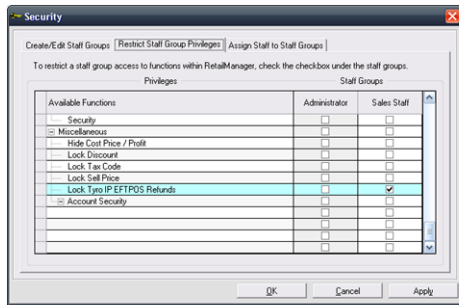 Security
Create/Edit Staff Groups Restrict Staff Group Privileges Assign Staff to Staff Groups
To restrict a staff group access to functions within RetailManager, check the checkbox under the staff groups.
Privileges Staff Groups
Available Functions Administrator Sales Staff
Security
Miscellaneous
Hide Cost Price / Profit
Lock Discount
Lock Tax Code
Lock Sell Price
Lock Tyro IP EFTPOS Refunds
Account Security
OK Cancel Apply